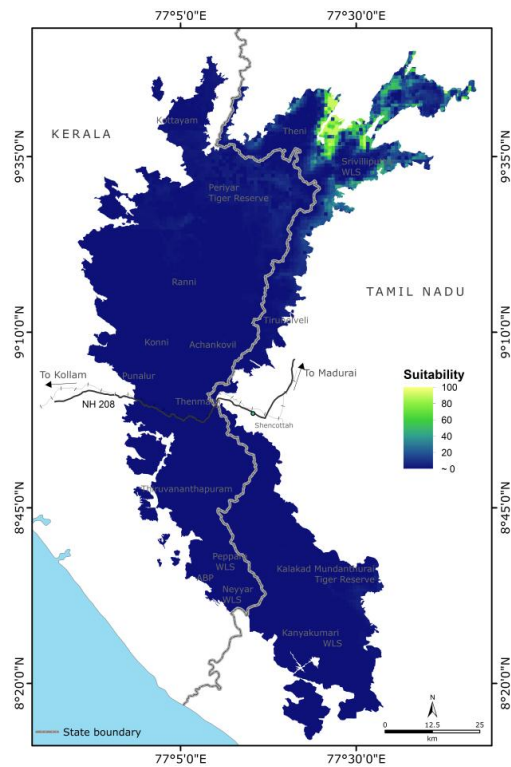 77°5'0"E
77°30'0"E
KERALA
Kottayam
Theni
9°35'0"N
9°35'0"N
Srivilliputtur
WLS
Periyar
Tiger Reserve
Ranni
TAMIL NADU
Tirunelveli
9°10'0"N
9°10'0"N
Konni
Achankovil
To Kollam
Punalur
To Madurai
NH 208
Thenmala
Shencottah
Suitability
100
80
60
40
20
~ 0
Thiruvananthapuram
8°45'0"N
8°45'0"N
Peppara
WLS
ABP
Neyyar
WLS
Kalakad Mundanthurai
Tiger Reserve
Kanyakumari
WLS
8°20'0"N
8°20'0"N
N
0
12.5
25
km
State boundary
77°5'0"E
77°30'0"E